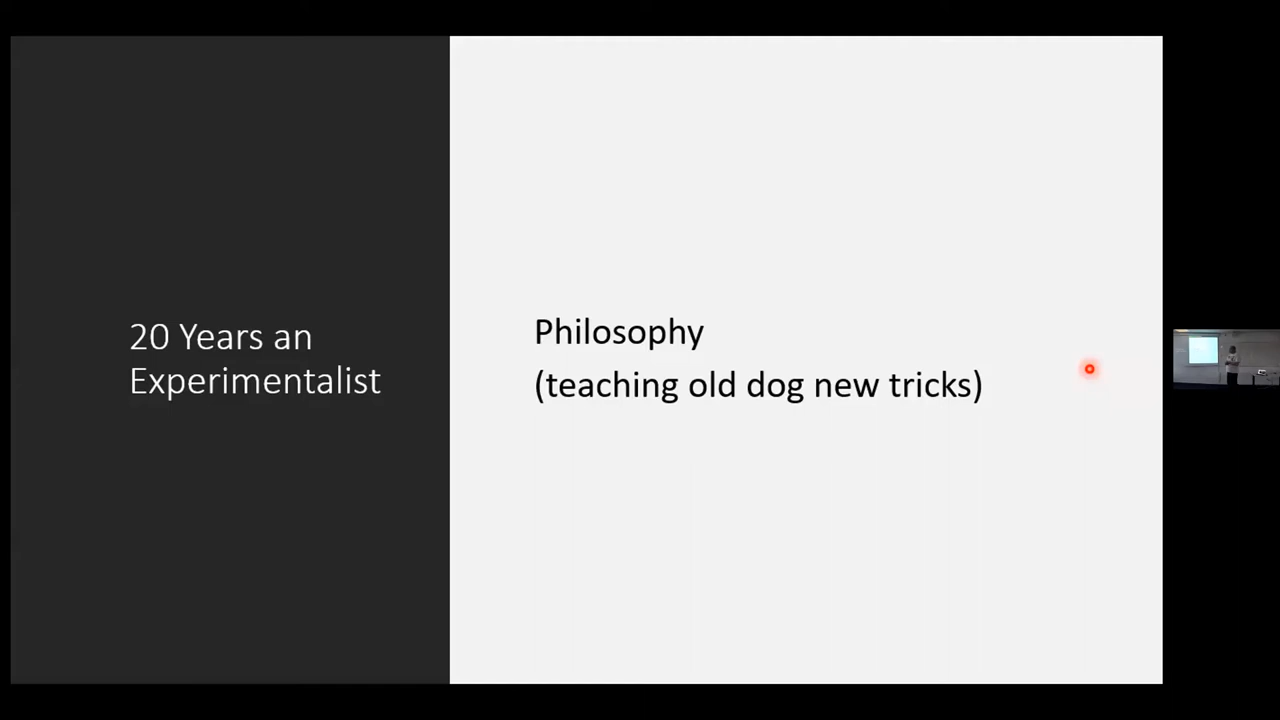 20 Years an
Experimentalist
Philosophy
(teaching old dog new tricks)